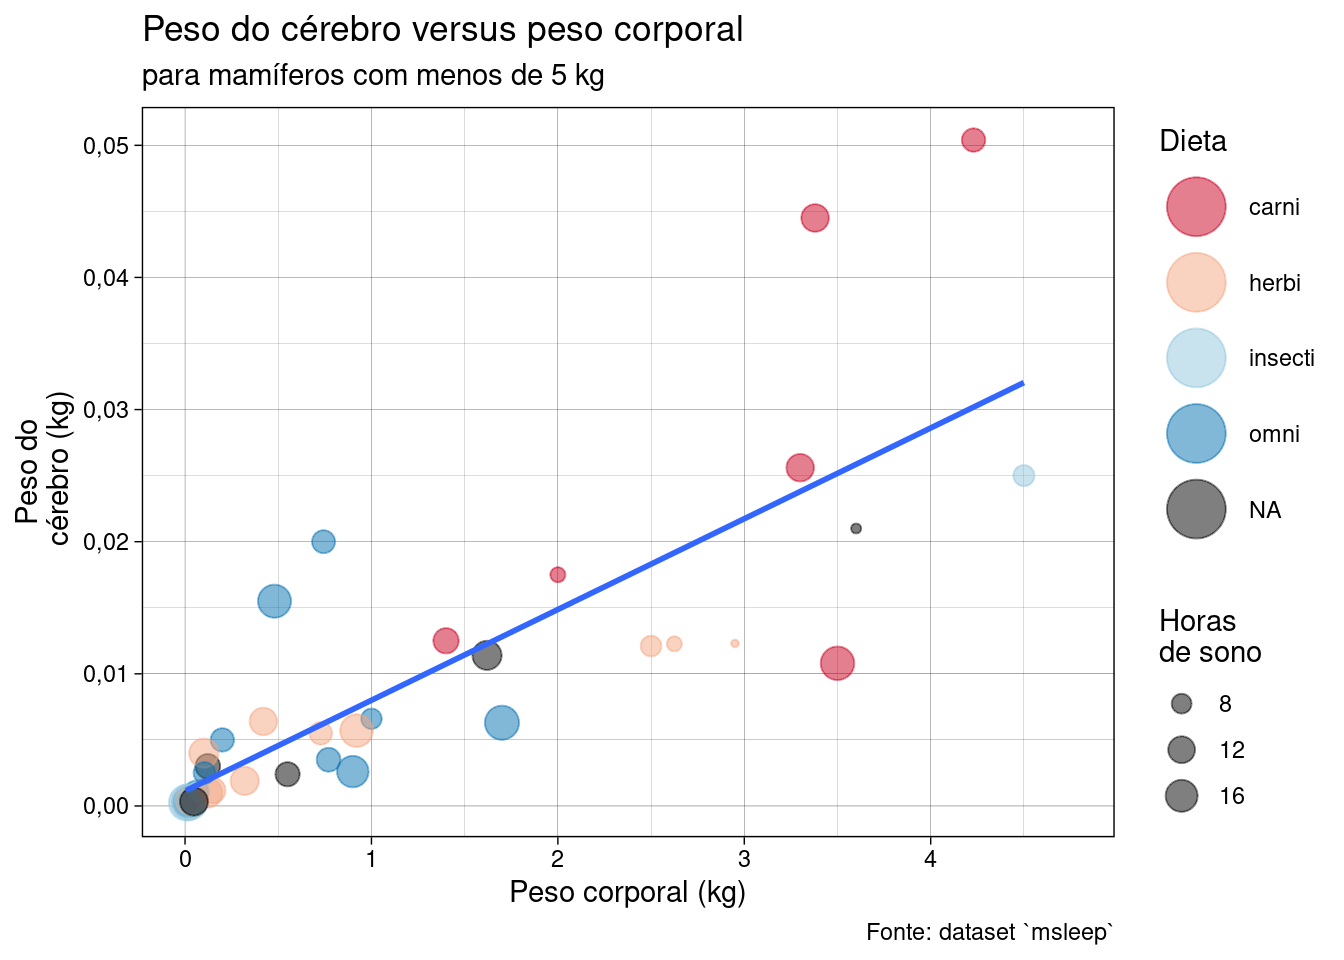 Peso do cérebro versus peso corporal
para mamíferos com menos de 5 kg
0,05
0,04
0,03
0,02
0,01
0,00
Peso do
cérebro (kg)
0
1
2
3
4
Peso corporal (kg)
Dieta
carni
herbi
insecti
omni
NA
Horas
de sono
8
12
16
Fonte: dataset `msleep`